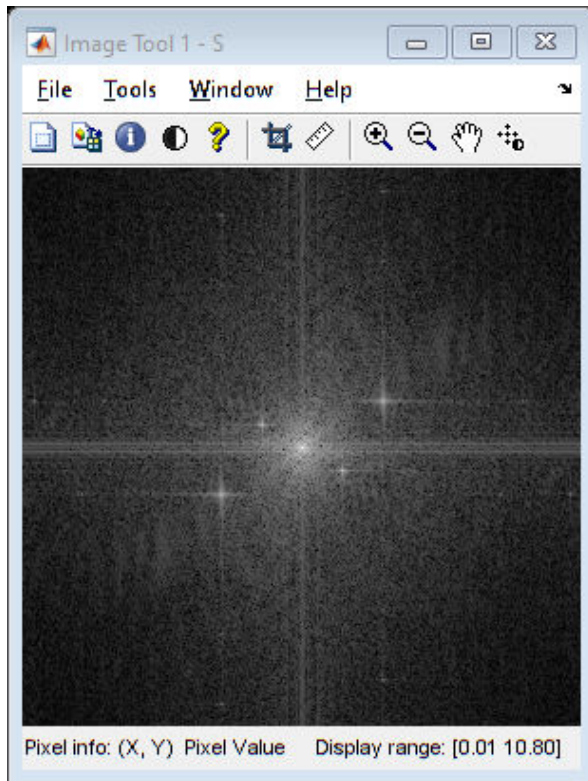 Image Tool 1 - S
File Tools Window Help
Pixel info: (X, Y) Pixel Value Display range: [0.01 10.80]